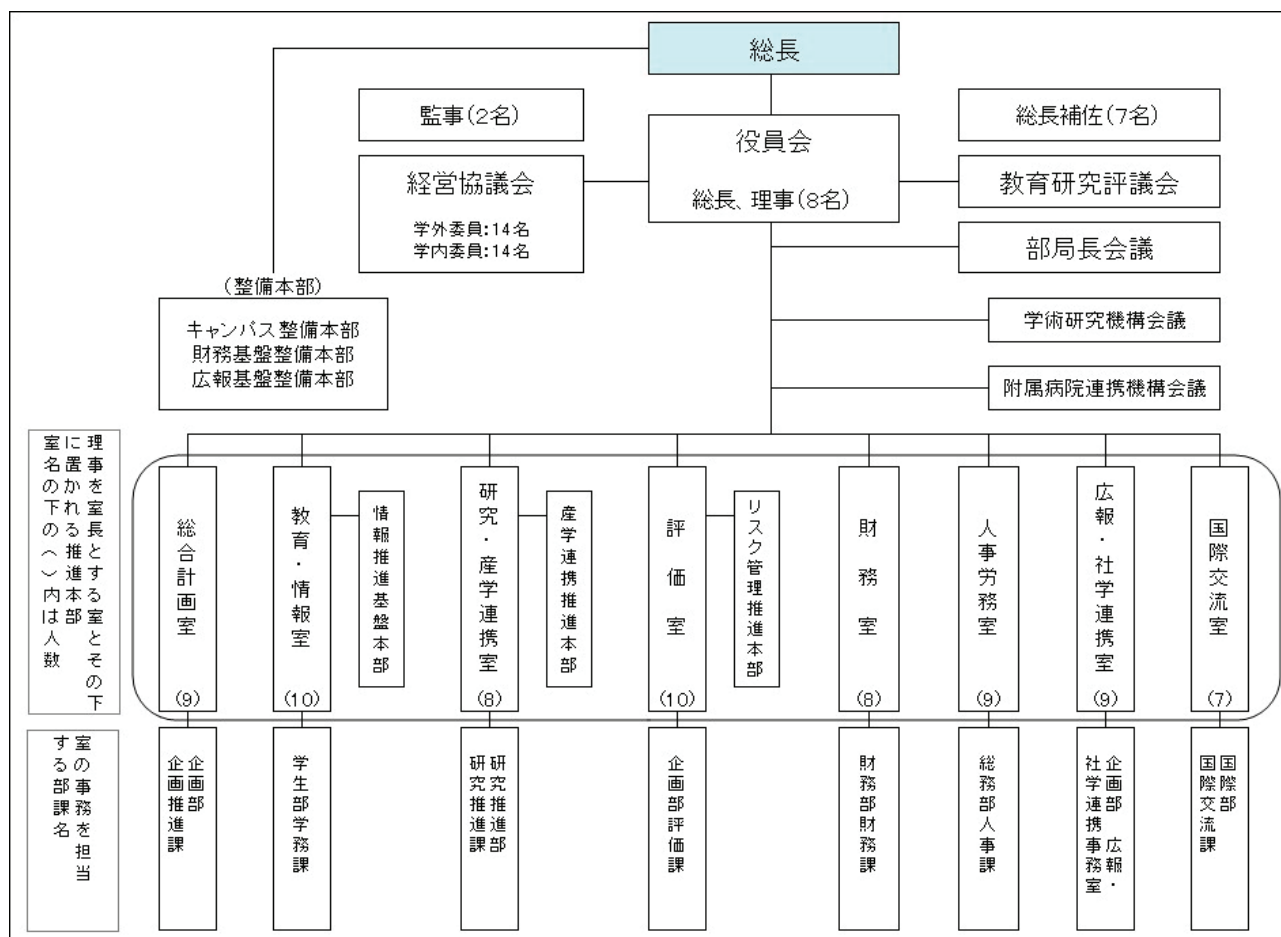 総長
監事(2名)
役員会
総長、理事(8名)
総長補佐(7名)
経営協議会
学外委員:14名
学内委員:14名
教育研究評議会
部局長会議
(整備本部)
キャンパス整備本部
財務基盤整備本部
広報基盤整備本部
学術研究機構会議
附属病院連携機構会議
理事を室長とする室とその下
に置かれる推進本部
室名の下の( )内は人数
総合計画室
(9)
教育・情報室
(10)
情報推進基盤本部
研究・産学連携室
(8)
産学連携推進本部
評価室
(10)
リスク管理推進本部
財務室
(8)
人事労務室
(9)
広報・社学連携室
(9)
国際交流室
(7)
室の事務を担当
する部課名
企画部
企画推進課
学生部学務課
研究推進部
研究推進課
企画部評価課
財務部財務課
総務部人事課
企画部 広報・
社学連携事務室
国際部
国際交流課